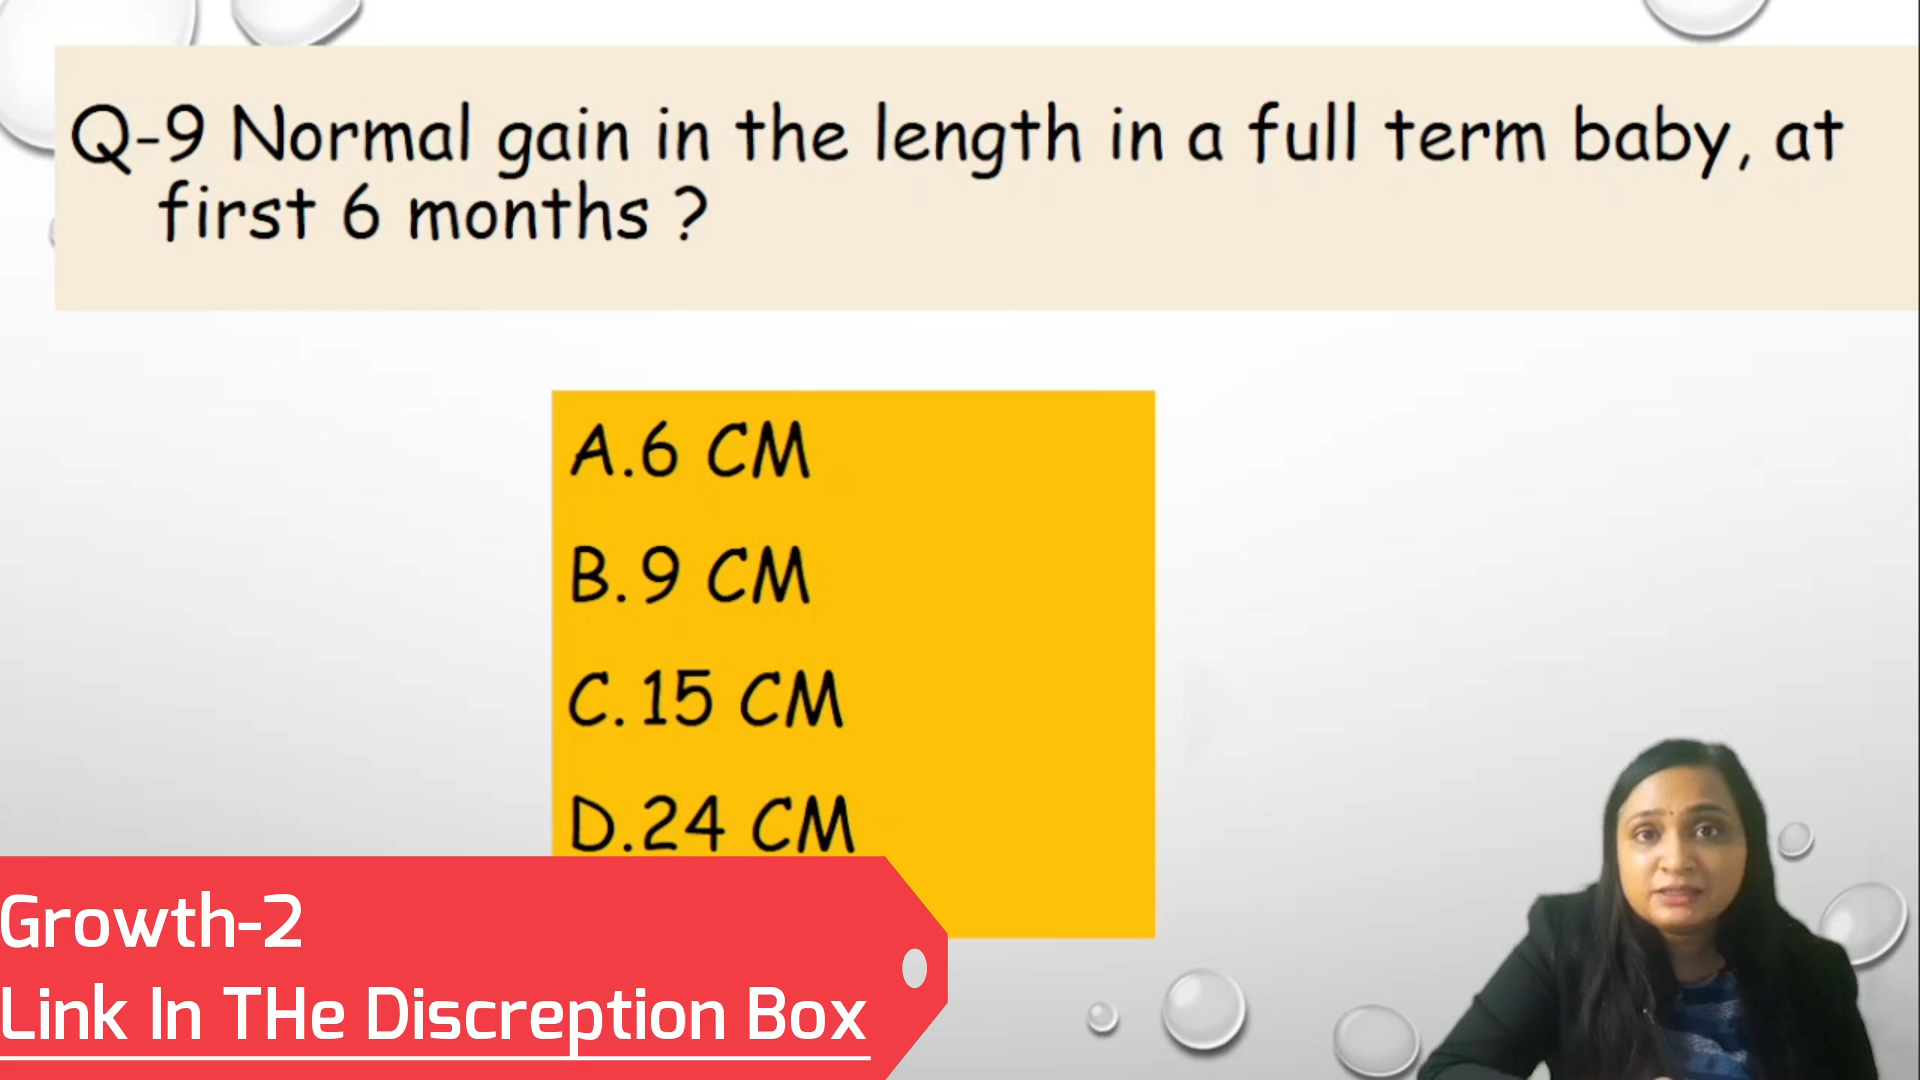 Q-9 Normal gain in the length in a full term baby, at
first 6 months ?
A.6 CM
B.9 CM
C.15 CM
D.24 CM
Growth-2
Link In THe Discreption Box